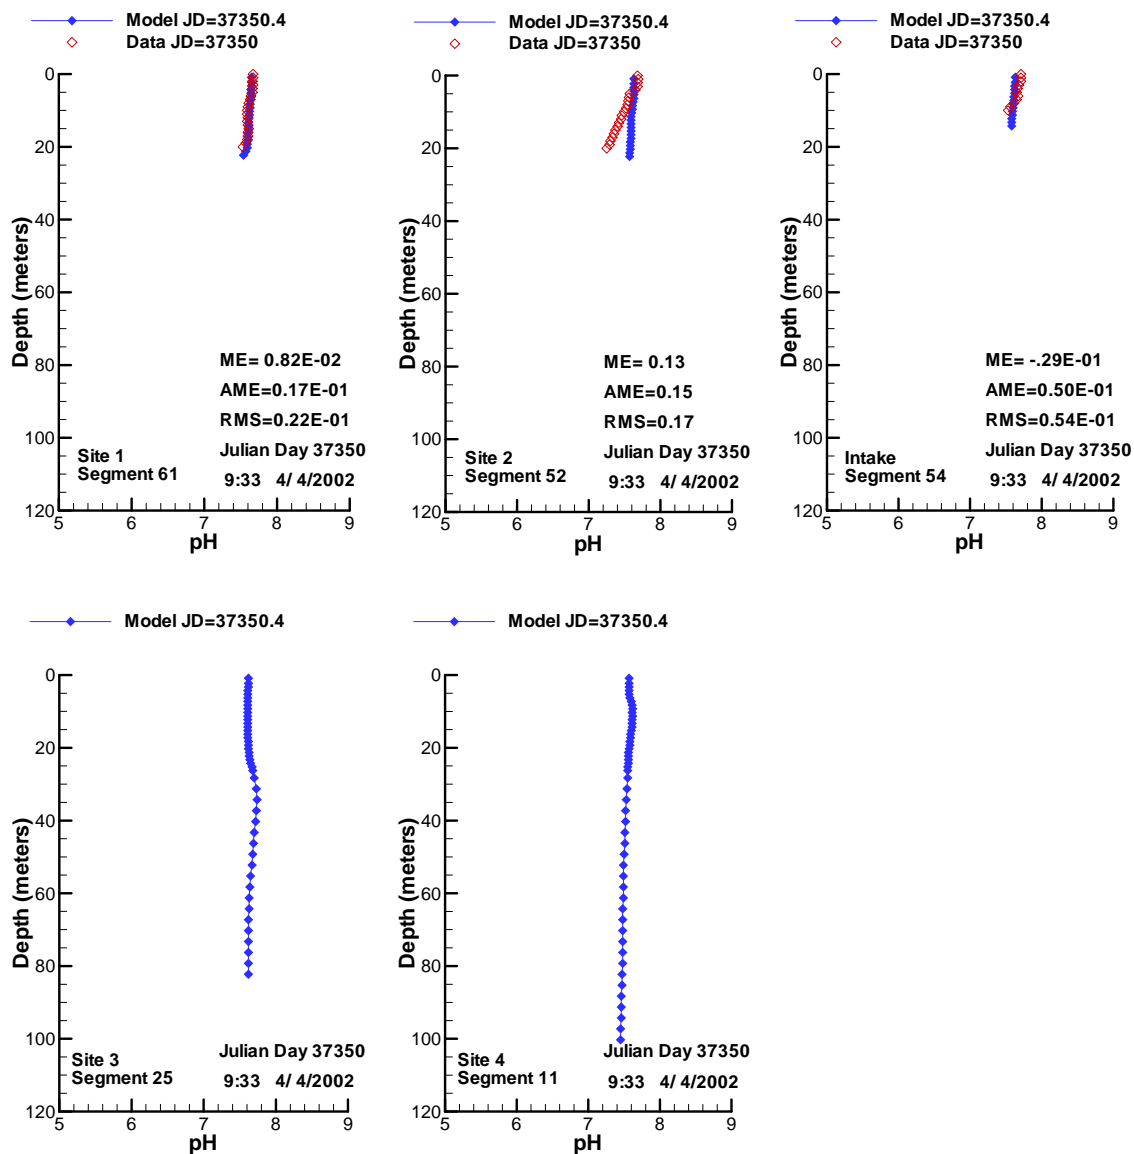 Model JD=37350.4
Data JD=37350
0
20
40
60
80
100
120
Depth (meters)
ME= 0.82E-02
AME=0.17E-01
RMS=0.22E-01
Julian Day 37350
Site 1
Segment 61
9:33 4/ 4/2002
5 6 7 8 9
pH
Model JD=37350.4
Data JD=37350
0
20
40
60
80
100
120
Depth (meters)
ME= 0.13
AME=0.15
RMS=0.17
Julian Day 37350
Site 2
Segment 52
9:33 4/ 4/2002
5 6 7 8 9
pH
Model JD=37350.4
Data JD=37350
0
20
40
60
80
100
120
Depth (meters)
ME= -.29E-01
AME=0.50E-01
RMS=0.54E-01
Julian Day 37350
Intake
Segment 54
9:33 4/ 4/2002
5 6 7 8 9
pH
Model JD=37350.4
0
20
40
60
80
100
120
Depth (meters)
Julian Day 37350
Site 3
Segment 25
9:33 4/ 4/2002
5 6 7 8 9
pH
Model JD=37350.4
0
20
40
60
80
100
120
Depth (meters)
Julian Day 37350
Site 4
Segment 11
9:33 4/ 4/2002
5 6 7 8 9
pH